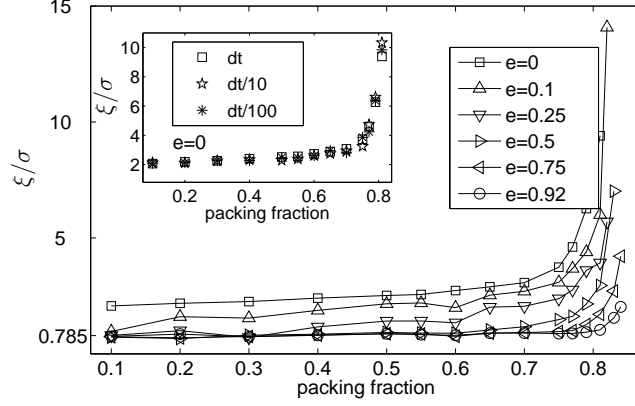 15
10
5
0.785
ξ/σ
0.1 0.2 0.3 0.4 0.5 0.6 0.7 0.8
packing fraction
10
8
6
4
2
ξ/σ
0.2 0.4 0.6 0.8
packing fraction
dt
dt/10
dt/100
e=0
e=0
e=0.1
e=0.25
e=0.5
e=0.75
e=0.92